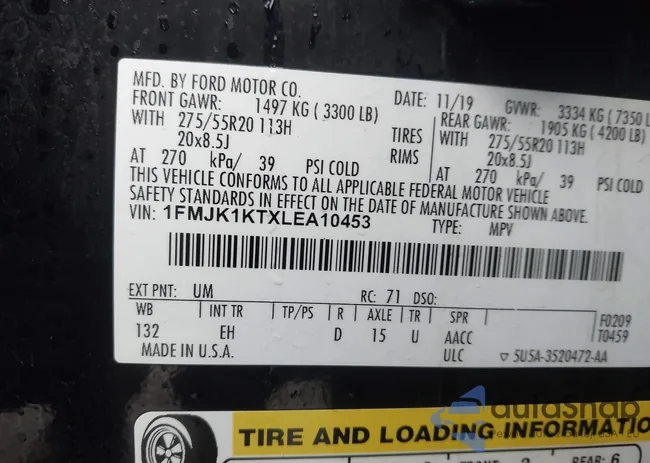 MFD. BY FORD MOTOR CO.
DATE: 11/19 GVWR: 3334 KG (7350 L
FRONT GAWR: 1497 KG (3300 LB) REAR GAWR: 1905 KG (4200 LB)
WITH 275/55R20 113H TIRES WITH 275/55R20 113H
20x8.5J RIMS 20x8.5J
AT 270 kPa/ 39 PSI COLD AT 270 kPa/ 39 PSI COLD
THIS VEHICLE CONFORMS TO ALL APPLICABLE FEDERAL MOTOR VEHICLE
SAFETY STANDARDS IN EFFECT ON THE DATE OF MANUFACTURE SHOWN ABOVE.
VIN: 1FMJK1KTXLEA10453 TYPE: MPV
EXT PNT: UM RC: 71 DSO:
WB INT TR TP/PS R AXLE TR SPR
132 EH D 15 U AACC
ULC
F0209
T0459
MADE IN U.S.A. ▽ 5U5A-3520472-AA
autoSnap
TIRE AND LOADING INFORMATIO
REAR: 6